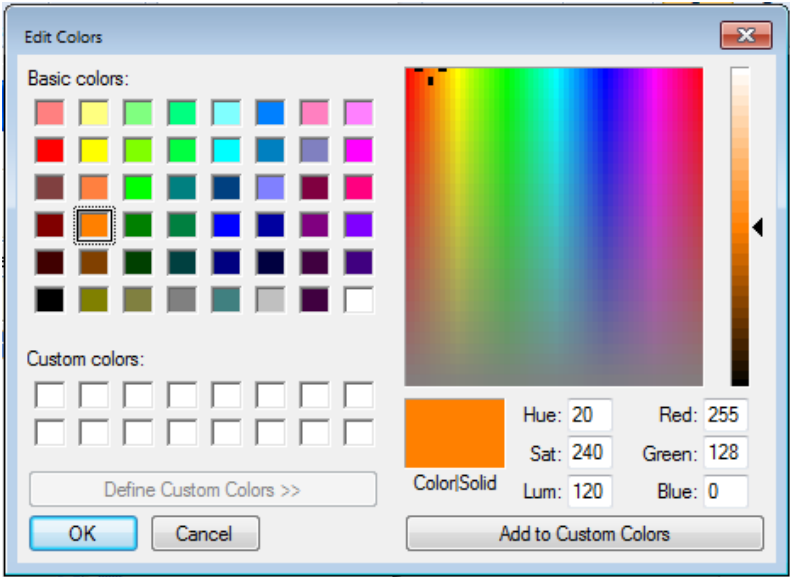 Edit Colors
Basic colors:
Custom colors:
Define Custom Colors >>
OK Cancel
Color|Solid
Hue: 20 Red: 255
Sat: 240 Green: 128
Lum: 120 Blue: 0
Add to Custom Colors